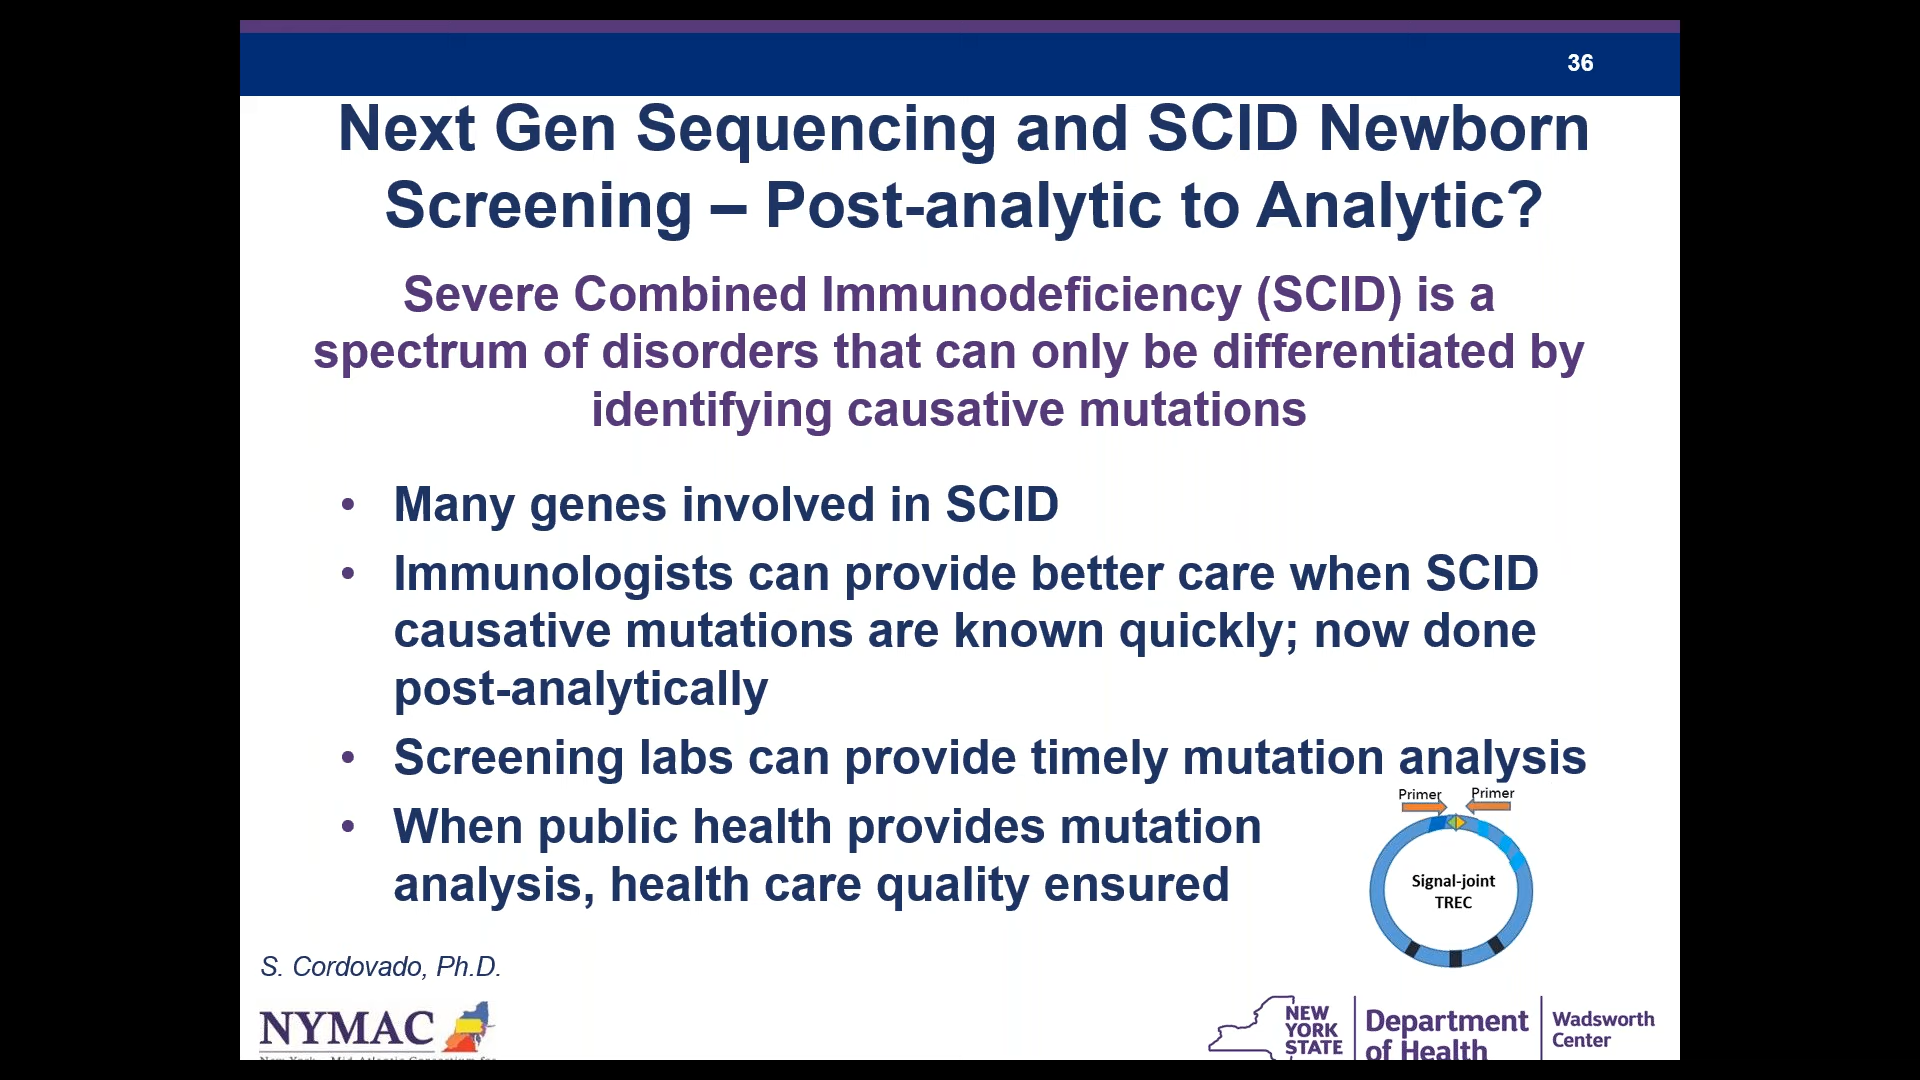 36
Next Gen Sequencing and SCID Newborn
Screening – Post-analytic to Analytic?
Severe Combined Immunodeficiency (SCID) is a
spectrum of disorders that can only be differentiated by
identifying causative mutations
• Many genes involved in SCID
• Immunologists can provide better care when SCID
causative mutations are known quickly; now done
post-analytically
• Screening labs can provide timely mutation analysis
• When public health provides mutation
analysis, health care quality ensured
Primer Primer
Signal-joint
TREC
S. Cordovado, Ph.D.
NYMAC
NEW
YORK
STATE
Department
of Health
Wadsworth
Center